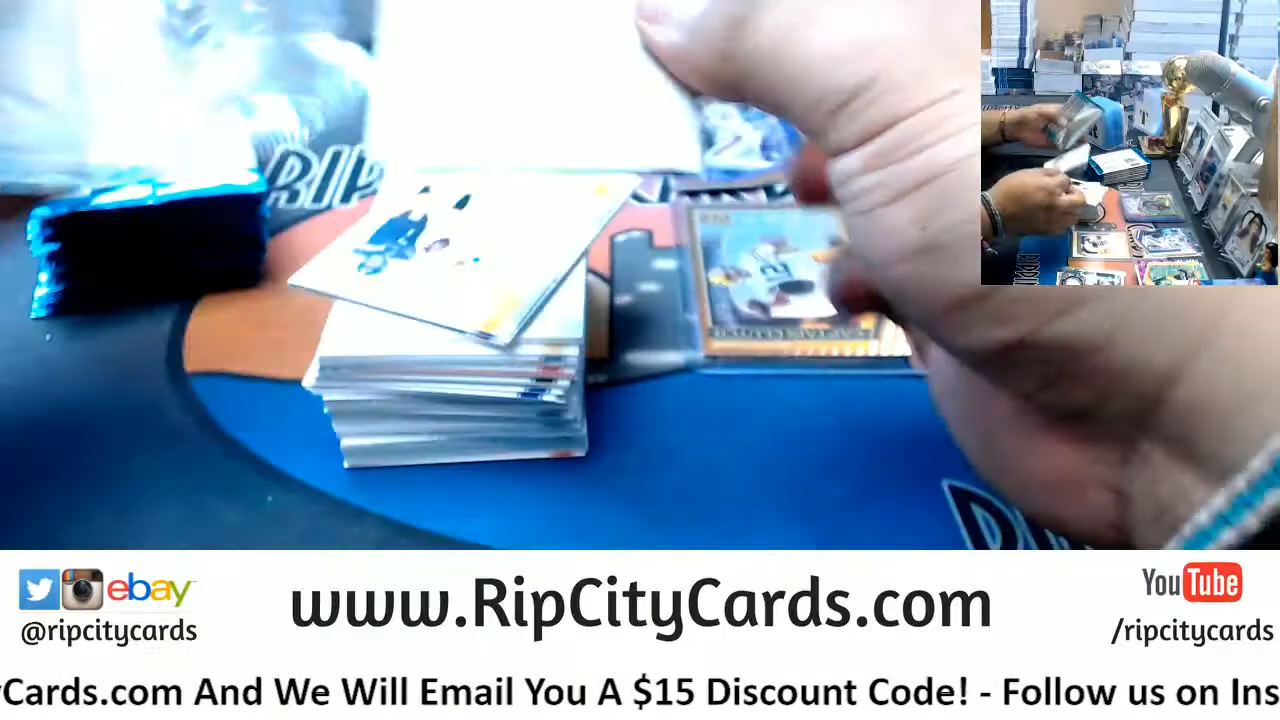 RIP
www.RipCityCards.com
ebay
@ripcitycards
YouTube
/ripcitycards
Cards.com And We Will Email You A $15 Discount Code! - Follow us on Ins